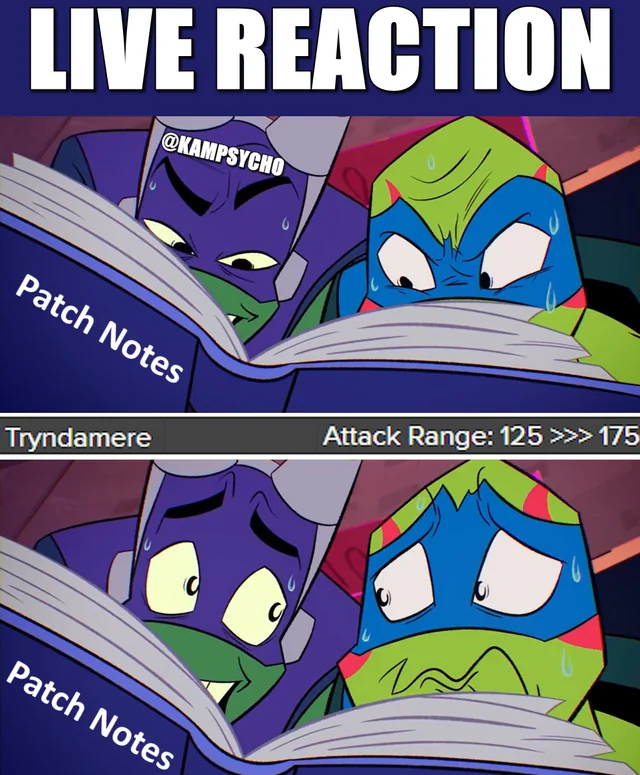 LIVE REACTION
@KAMPSYCHO
Patch Notes
Tryndamere
Attack Range: 125 >>> 175
Patch Notes